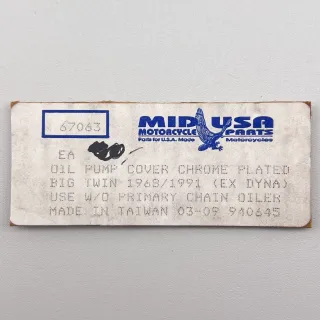 67063
MID USA
MOTORCYCLE PARTS
Parts for U.S.A. Made Motorcycles
EA
OIL PUMP COVER CHROME PLATED
BIG TWIN 1968/1991 (EX DYNA)
USE W/O PRIMARY CHAIN OILER
MADE IN TAIWAN 03-09 940645